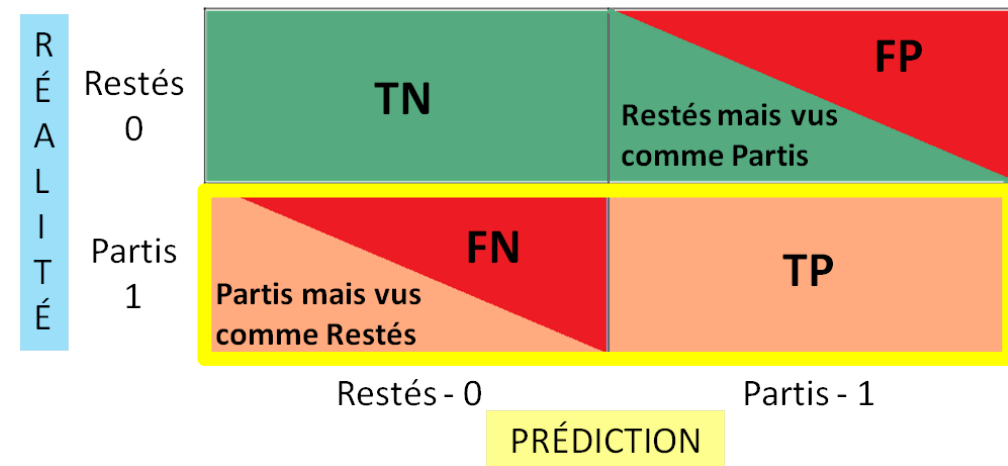 RÉALITÉ
Restés
0
TN
FP
Restés mais vus
comme Partis
Partis
1
FN
Partis mais vus
comme Restés
TP
Restés - 0
Partis - 1
PRÉDICTION